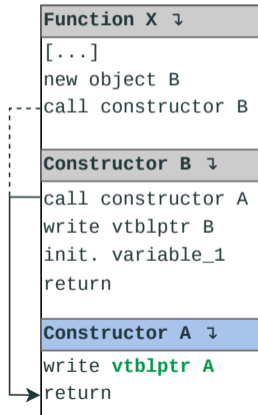 Function X ↴
[...]
new object B
call constructor B
Constructor B ↴
call constructor A
write vtblptr B
init. variable_1
return
Constructor A ↴
write vtblptr A
return